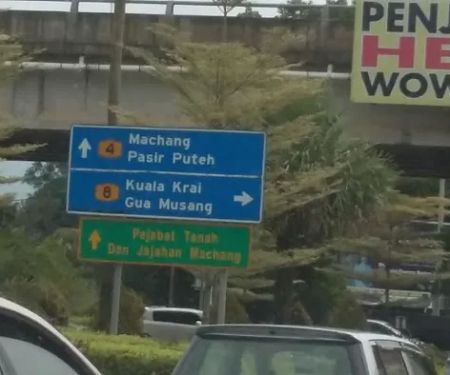 PENJ
HE
WOW
4 Machang
Pasir Puteh
8 Kuala Krai
Gua Musang
Pejabat Tanah
Dan Jajahan Machang